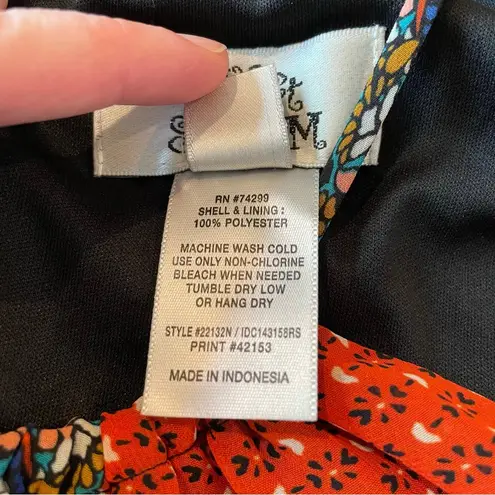 M
RN #74299
SHELL & LINING :
100% POLYESTER
MACHINE WASH COLD
USE ONLY NON-CHLORINE
BLEACH WHEN NEEDED
TUMBLE DRY LOW
OR HANG DRY
STYLE #22132N / IDC143158RS
PRINT #42153
MADE IN INDONESIA